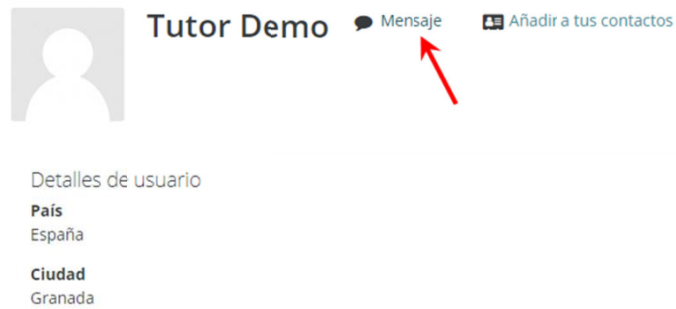 Tutor Demo Mensaje Añadir a tus contactos
Detalles de usuario
País
España
Ciudad
Granada